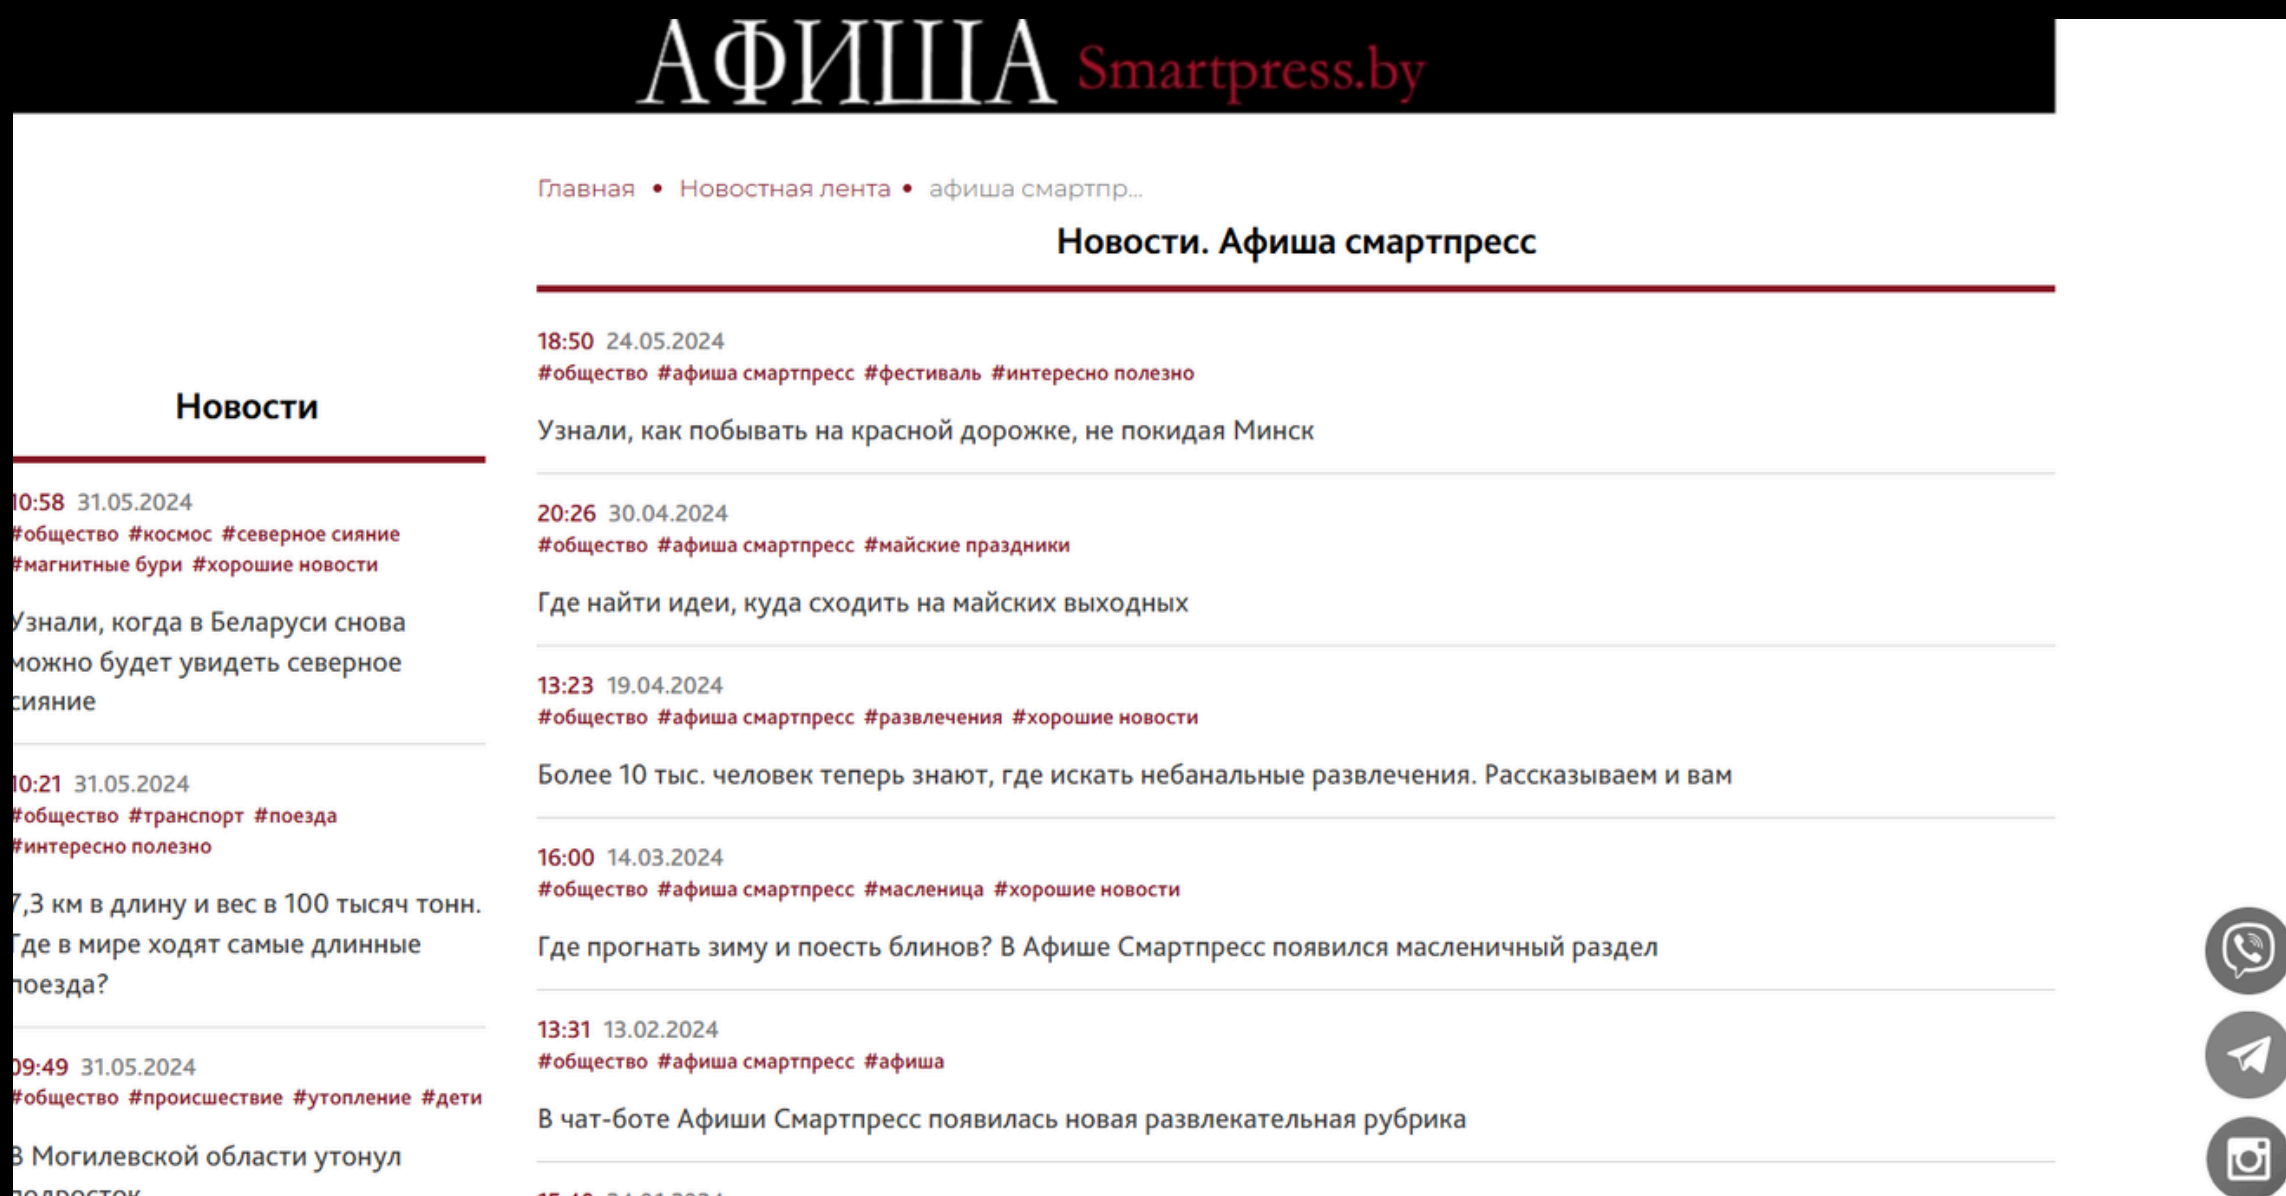 АФИША Smartpress.by
Главная • Новостная лента • афиша смартпр...
Новости. Афиша смартпресс
18:50 24.05.2024
#общество #афиша смартпресс #фестиваль #интересно полезно
Узнали, как побывать на красной дорожке, не покидая Минск
20:26 30.04.2024
#общество #афиша смартпресс #майские праздники
Где найти идеи, куда сходить на майских выходных
13:23 19.04.2024
#общество #афиша смартпресс #развлечения #хорошие новости
Более 10 тыс. человек теперь знают, где искать небанальные развлечения. Рассказываем и вам
16:00 14.03.2024
#общество #афиша смартпресс #масленица #хорошие новости
Где прогнать зиму и поесть блинов? В Афише Смартпресс появился масленичный раздел
13:31 13.02.2024
#общество #афиша смартпресс #афиша
В чат-боте Афиши Смартпресс появилась новая развлекательная рубрика
Новости
10:58 31.05.2024
#общество #космос #северное сияние
#магнитные бури #хорошие новости
Узнали, когда в Беларуси снова
можно будет увидеть северное
сияние
10:21 31.05.2024
#общество #транспорт #поезда
#интересно полезно
7,3 км в длину и вес в 100 тысяч тонн.
Где в мире ходят самые длинные
поезда?
09:49 31.05.2024
#общество #происшествие #утопление #дети
В Могилевской области утонул